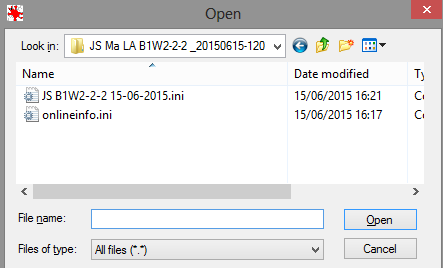 Open
Look in: JS Ma LA B1W2-2-2 _20150615-120
Name Date modified Ty
JS B1W2-2-2 15-06-2015.ini 15/06/2015 16:21 Co
onlineinfo.ini 15/06/2015 16:17 Co
File name: Open
Files of type: All files (*.*) Cancel